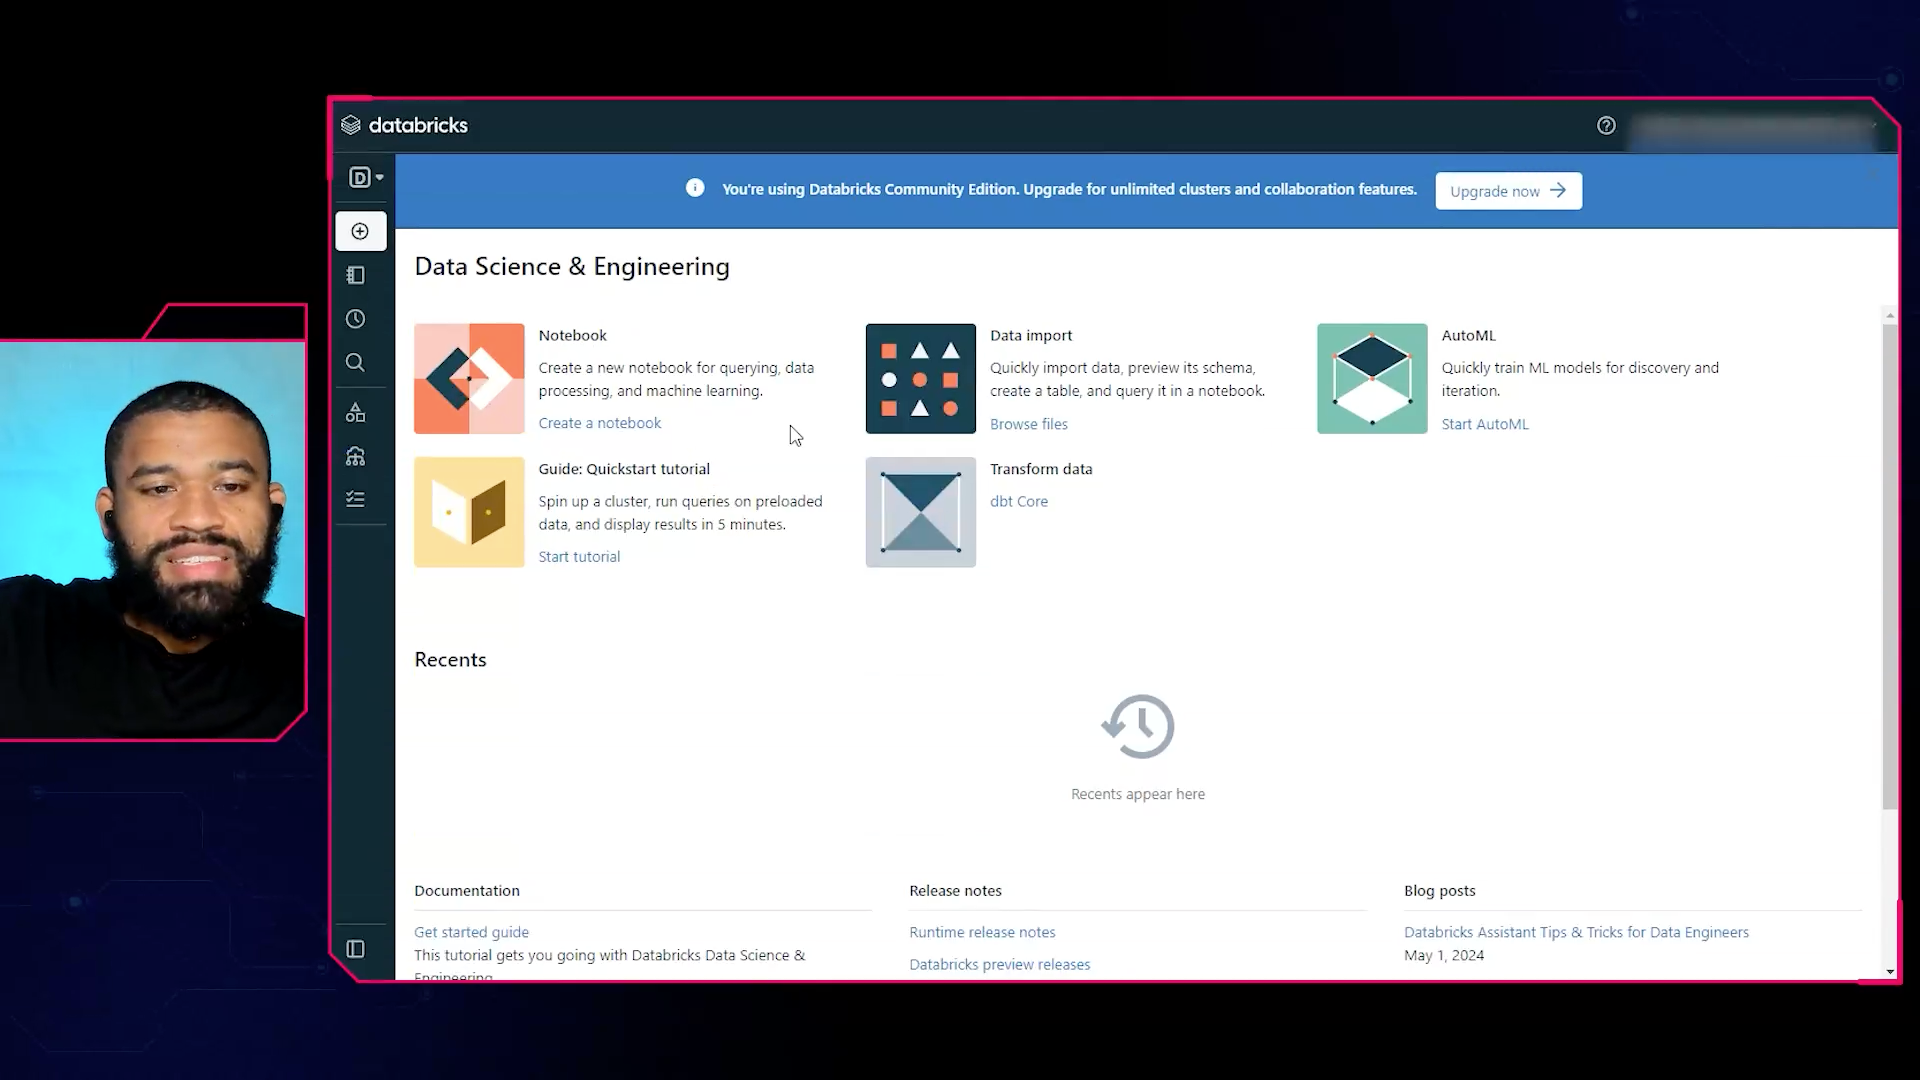 databricks
D
You're using Databricks Community Edition. Upgrade for unlimited clusters and collaboration features.
Upgrade now
Data Science & Engineering
Notebook
Create a new notebook for querying, data
processing, and machine learning.
Create a notebook
Data import
Quickly import data, preview its schema,
create a table, and query it in a notebook.
Browse files
AutoML
Quickly train ML models for discovery and
iteration.
Start AutoML
Guide: Quickstart tutorial
Spin up a cluster, run queries on preloaded
data, and display results in 5 minutes.
Start tutorial
Transform data
dbt Core
Recents
Recents appear here
Documentation
Get started guide
This tutorial gets you going with Databricks Data Science &
Engineering
Release notes
Runtime release notes
Databricks preview releases
Blog posts
Databricks Assistant Tips & Tricks for Data Engineers
May 1, 2024